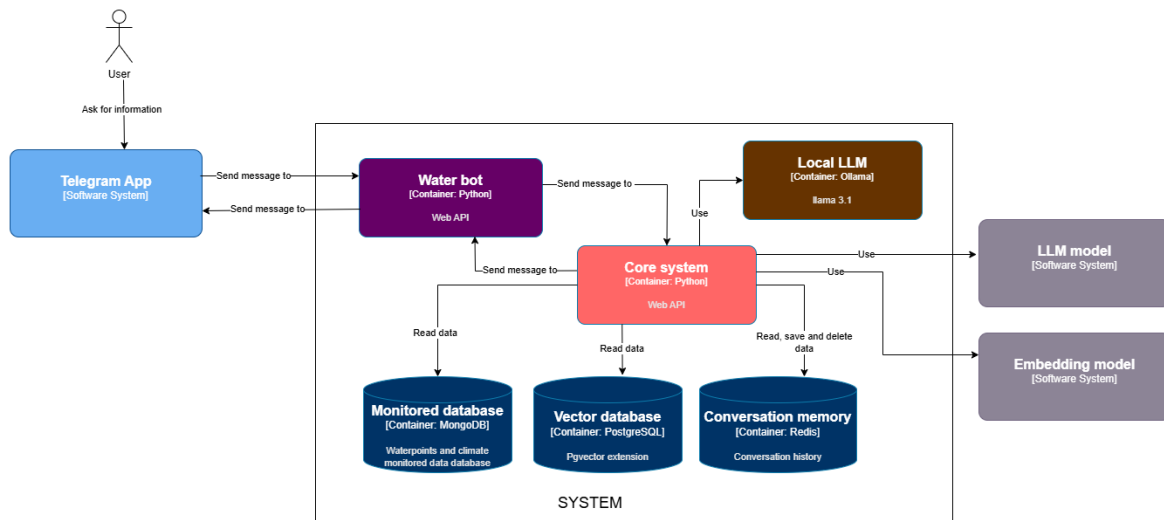 User
Ask for information
Telegram App
[Software System]
Send message to
Send message to
Water bot
[Container: Python]
Web API
Send message to
Send message to
Local LLM
[Container: Ollama]
llama 3.1
Use
Core system
[Container: Python]
Web API
Use
Use
LLM model
[Software System]
Embedding model
[Software System]
Read data
Read data
Read, save and delete
data
Monitored database
[Container: MongoDB]
Waterpoints and climate
monitored data database
Vector database
[Container: PostgreSQL]
Pgvector extension
Conversation memory
[Container: Redis]
Conversation history
SYSTEM